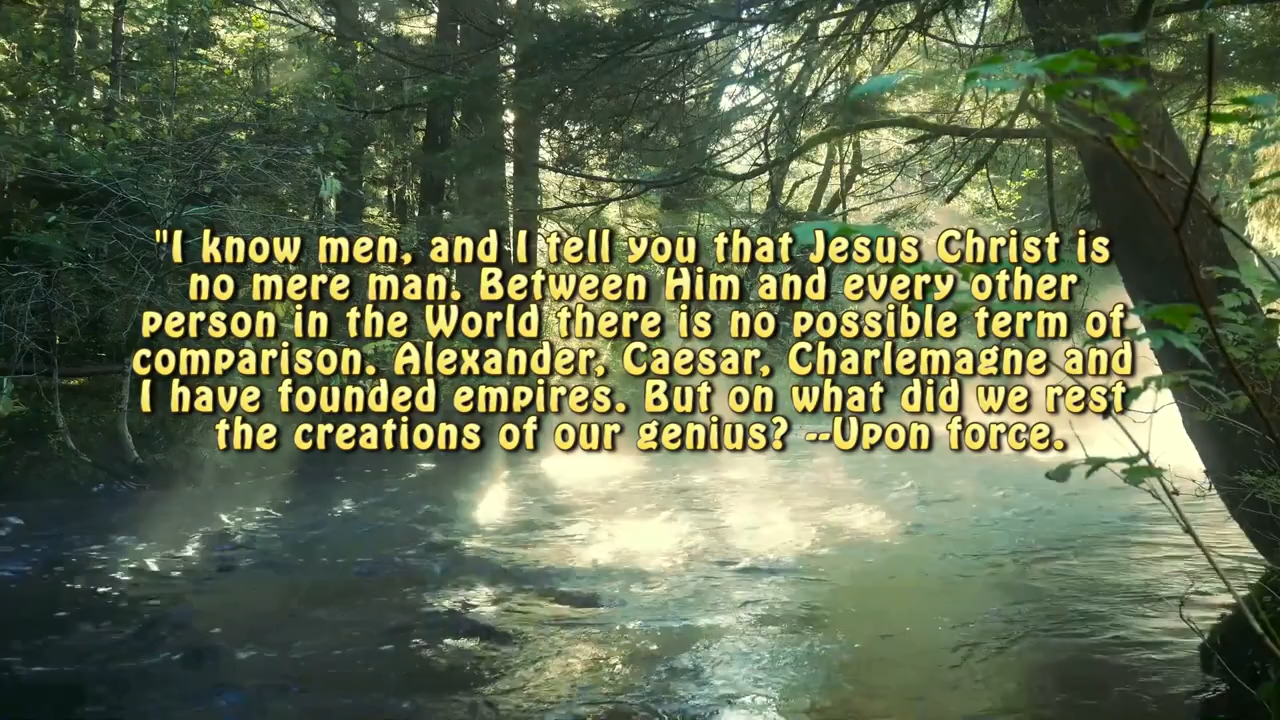 "I know men, and I tell you that Jesus Christ is
no mere man. Between Him and every other
person in the World there is no possible term of
comparison. Alexander, Caesar, Charlemagne and
I have founded empires. But on what did we rest
the creations of our genius? --Upon force.